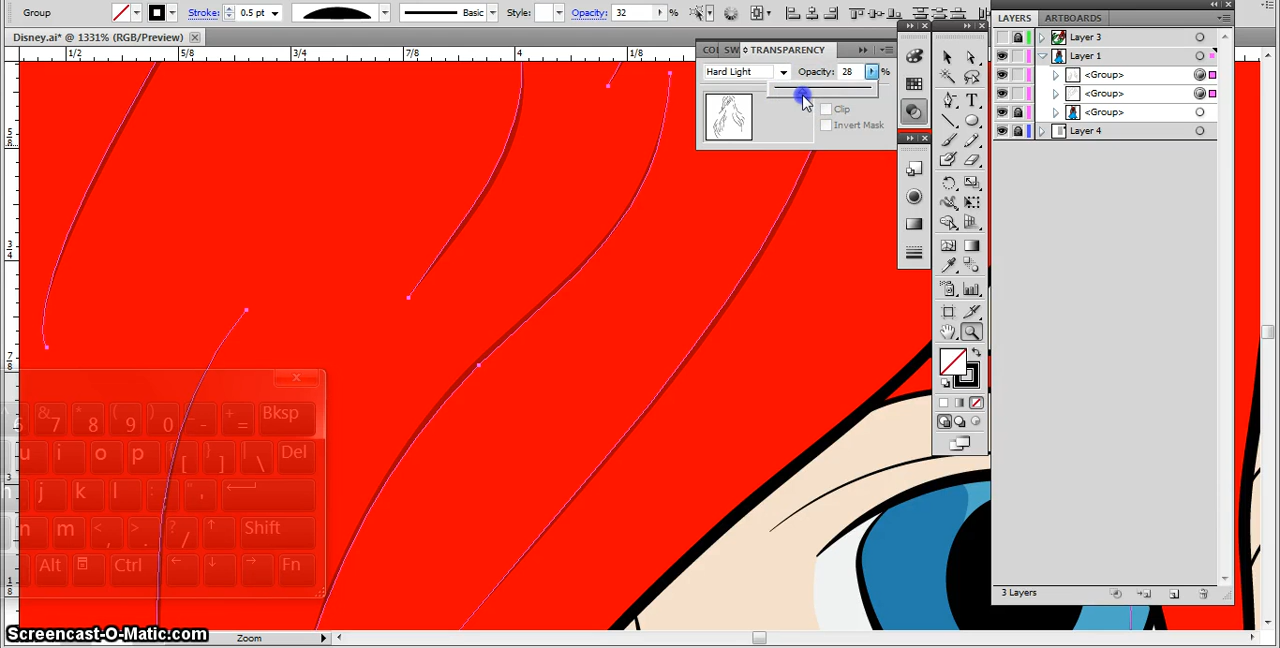 Group Stroke: 0.5 pt Basic Style: Opacity: 32 %
Disney.ai* @ 1331% (RGB/Preview)
1/2 5/8 3/4 7/8 4 1/8
COI SW TRANSPARENCY
Hard Light Opacity: 28 %
Clip
Invert Mask
LAYERS ARTBOARDS
Layer 3
Layer 1
<Group>
<Group>
<Group>
Layer 4
3 Layers
& 7 * 8 ( 9 ) 0 _ - + = Bksp
u i o p { [ } ] | \ Del
j k l : ; " ,
n m < , > . ? / ↑ Shift
Alt Ctrl ← ↓ → Fn
Screencast-O-Matic.com
Zoom